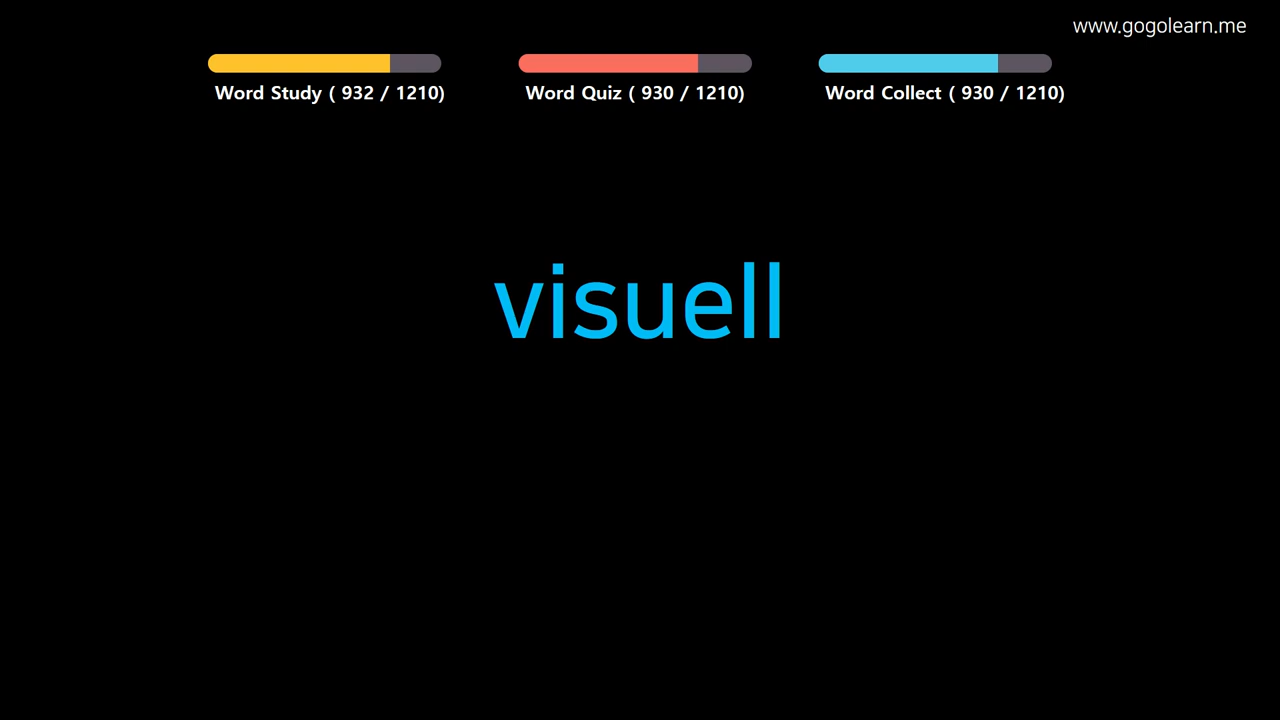 www.gogolearn.me
Word Study ( 932 / 1210)
Word Quiz ( 930 / 1210)
Word Collect ( 930 / 1210)
visuell